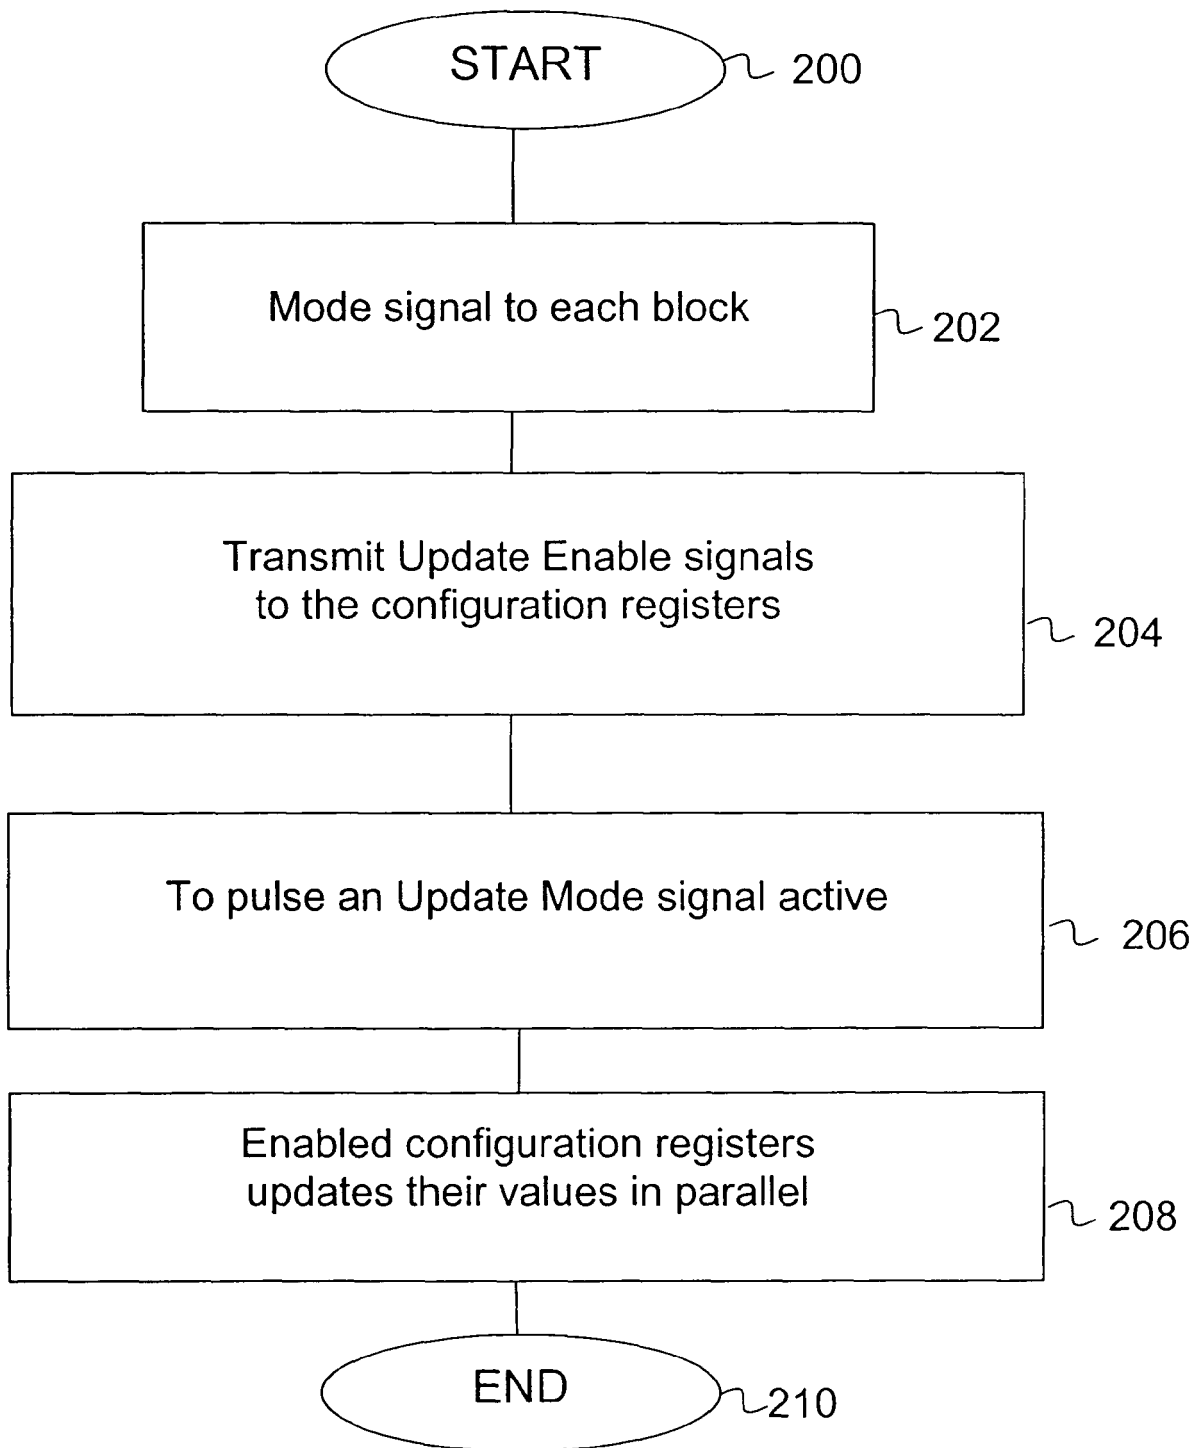 START
200
Mode signal to each block
202
Transmit Update Enable signals
to the configuration registers
204
To pulse an Update Mode signal active
206
Enabled configuration registers
updates their values in parallel
208
END
210